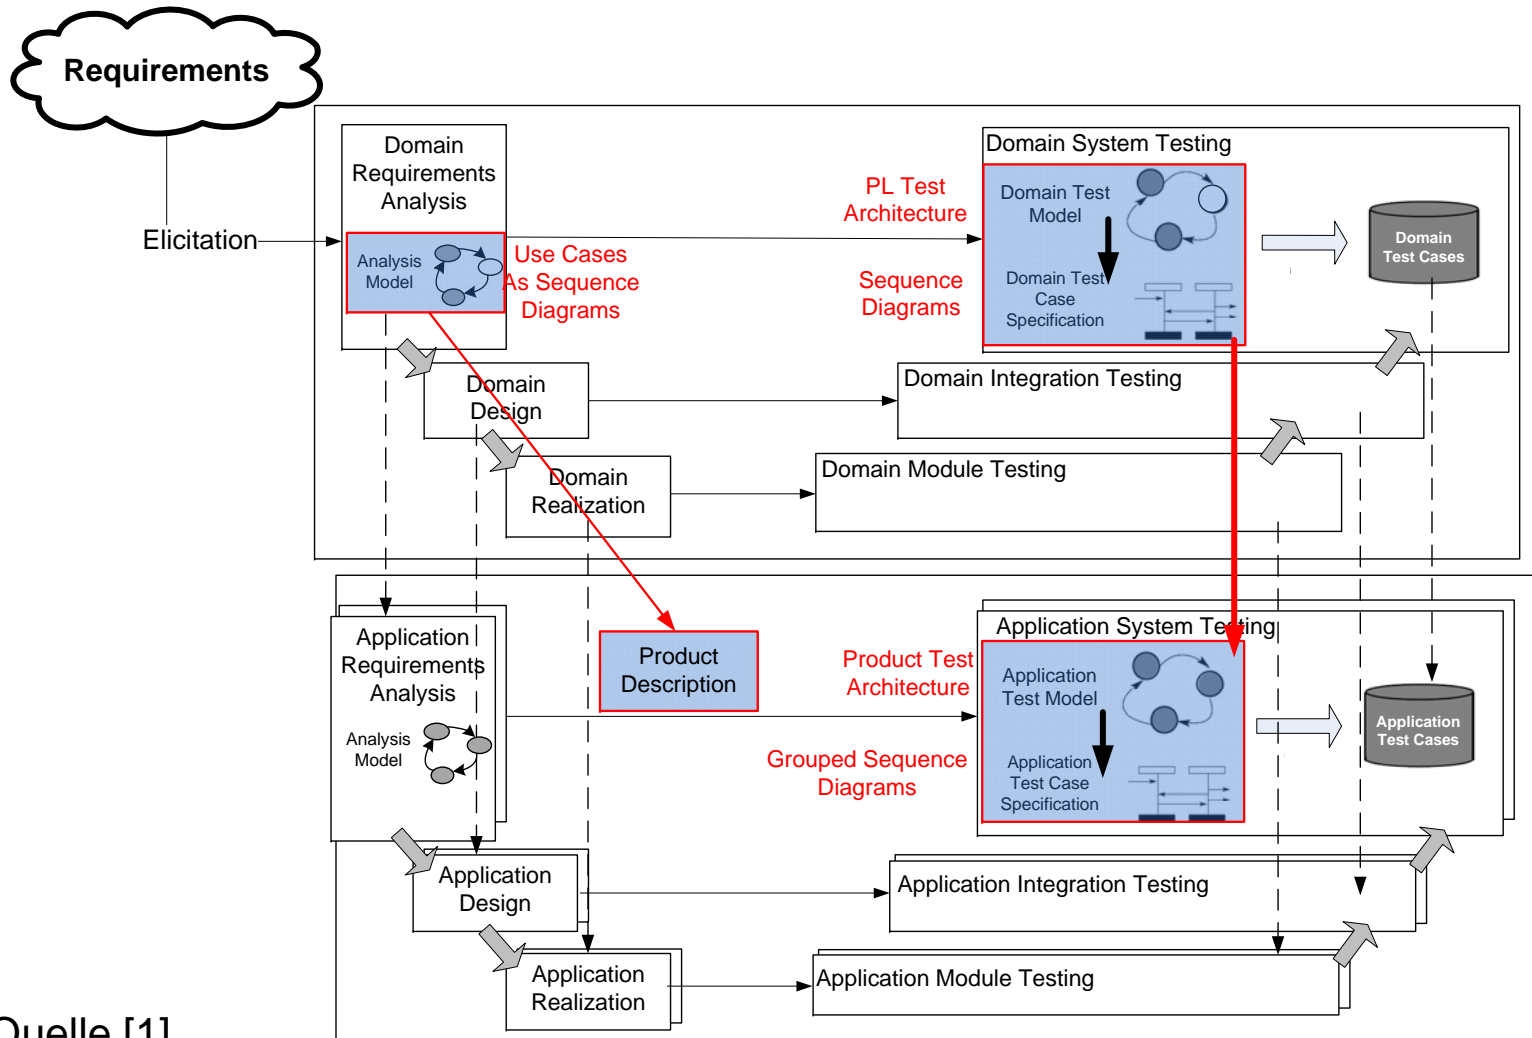 Requirements
Elicitation
Domain
Requirements
Analysis
Analysis
Model
Use Cases
As Sequence
Diagrams
PL Test
Architecture
Sequence
Diagrams
Domain System Testing
Domain Test
Model
Domain Test
Case
Specification
Domain
Test Cases
Domain
Design
Domain Integration Testing
Domain
Realization
Domain Module Testing
Application
Requirements
Analysis
Analysis
Model
Product
Description
Product Test
Architecture
Grouped Sequence
Diagrams
Application System Testing
Application
Test Model
Application
Test Case
Specification
Application
Test Cases
Application
Design
Application Integration Testing
Application
Realization
Application Module Testing
Quelle [1]